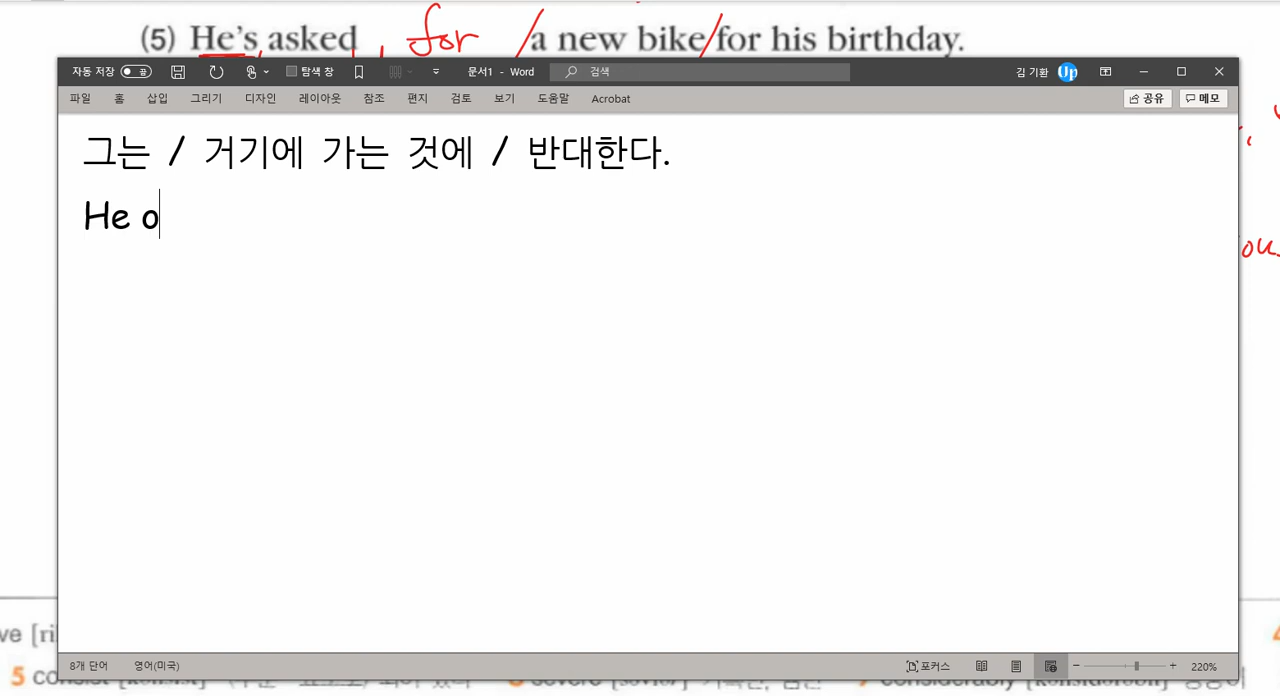 (5) He's asked, for / a new bike / for his birthday.
자동 저장 끔 탐색 창 문서1 - Word 검색 김 기환 Up
파일 홈 삽입 그리기 디자인 레이아웃 참조 편지 검토 보기 도움말 Acrobat 공유 메모
그는 / 거기에 가는 것에 / 반대한다.
He o
8개 단어 영어(미국) 포커스 220%